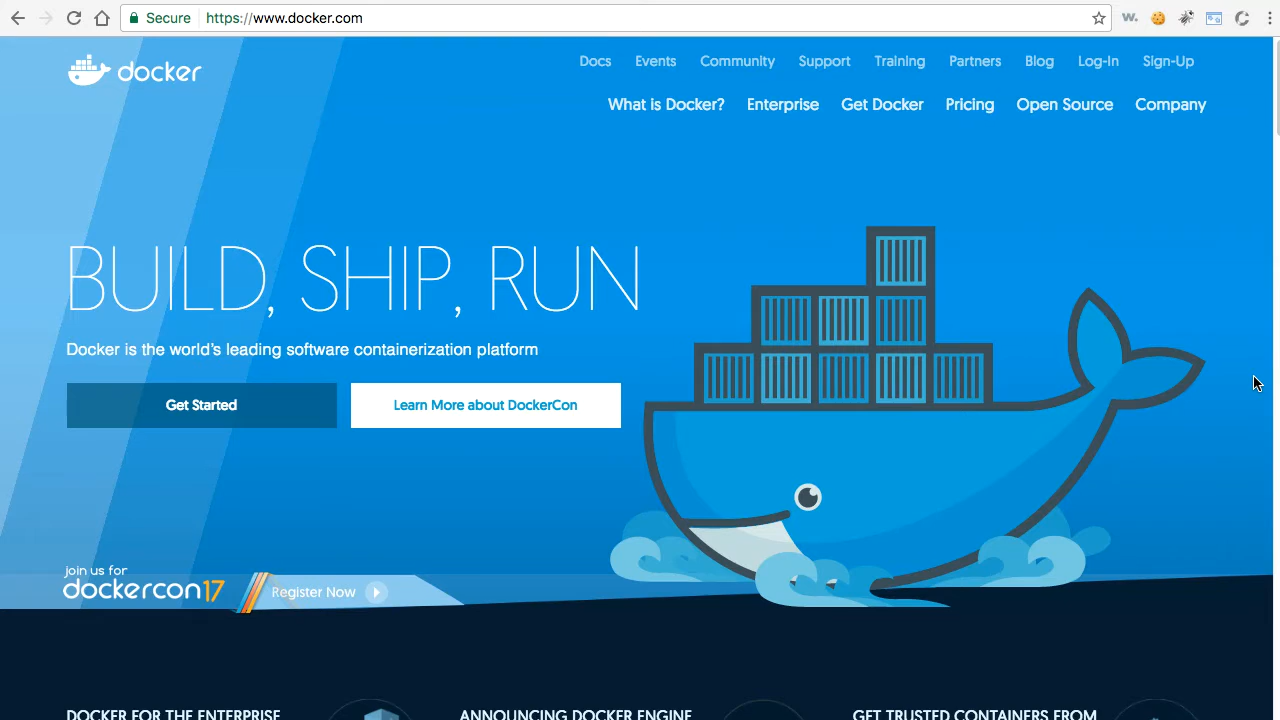 Secure https://www.docker.com
W.
docker
Docs Events Community Support Training Partners Blog Log-In Sign-Up
What is Docker? Enterprise Get Docker Pricing Open Source Company
BUILD, SHIP, RUN
Docker is the world's leading software containerization platform
Get Started Learn More about DockerCon
join us for
dockercon17 Register Now
DOCKER FOR THE ENTERPRISE ANNOUNCING DOCKER ENGINE GET TRUSTED CONTAINERS FROM